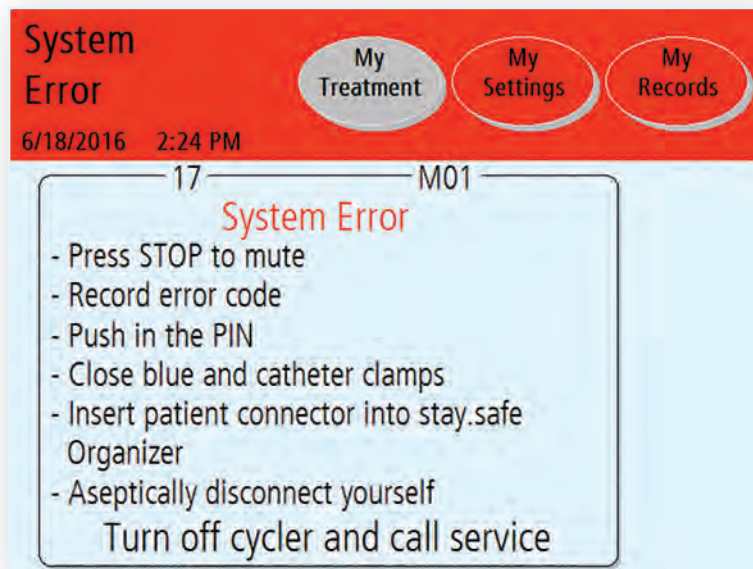 System
Error
My
Treatment
My
Settings
My
Records
6/18/2016 2:24 PM
17 M01
System Error
- Press STOP to mute
- Record error code
- Push in the PIN
- Close blue and catheter clamps
- Insert patient connector into stay.safe
Organizer
- Aseptically disconnect yourself
Turn off cycler and call service